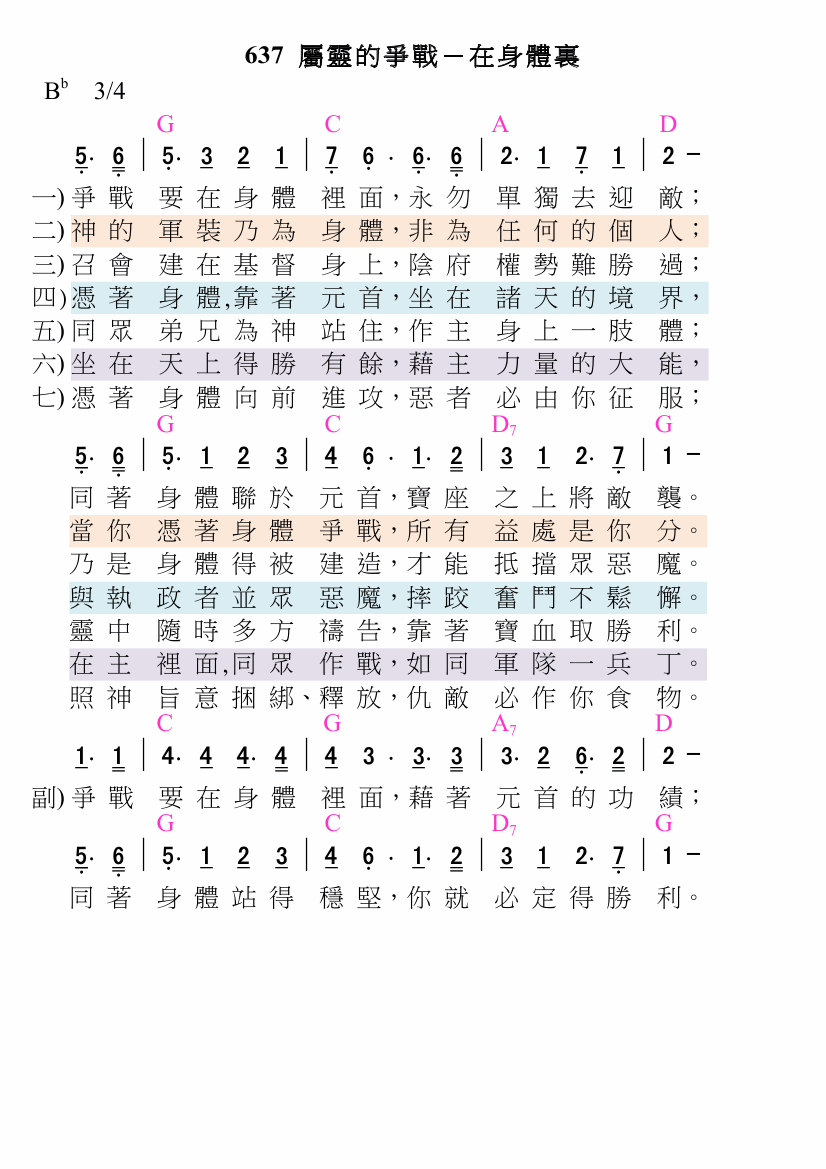 637 屬靈的爭戰－在身體裏
B♭ 3/4
G C A D
5· 6 | 5· 3 2 1 | 7· 6 · 6· 6 | 2· 1 7· 1 | 2 －
一) 爭戰 要在身體 裡面，永勿 單獨去迎 敵；
二) 神的 軍裝乃為 身體，非為 任何的個 人；
三) 召會 建在基督 身上，陰府 權勢難勝 過；
四) 憑著 身體,靠著 元首，坐在 諸天的境 界，
五) 同眾 弟兄為神 站住，作主 身上一肢 體；
六) 坐在 天上得勝 有餘，藉主 力量的大 能，
七) 憑著 身體向前 進攻，惡者 必由你征 服；
G C D7 G
5· 6 | 5· 1 2 3 | 4 6 · 1· 2 | 3 1 2· 7 | 1 －
同著 身體聯於 元首，寶座 之上將敵 襲。
當你 憑著身體 爭戰，所有 益處是你 分。
乃是 身體得被 建造，才能 抵擋眾惡 魔。
與執 政者並眾 惡魔，摔跤 奮鬥不鬆 懈。
靈中 隨時多方 禱告，靠著 寶血取勝 利。
在主 裡面,同眾 作戰，如同 軍隊一兵 丁。
照神 旨意捆綁、釋放，仇敵 必作你食 物。
C G A7 D
1· 1 | 4· 4 4· 4 | 4 3 · 3· 3 | 3· 2 6· 2 | 2 －
副) 爭戰 要在身體 裡面，藉著 元首的功 績；
G C D7 G
5· 6 | 5· 1 2 3 | 4 6 · 1· 2 | 3 1 2· 7 | 1 －
同著 身體站得 穩堅，你就 必定得勝 利。